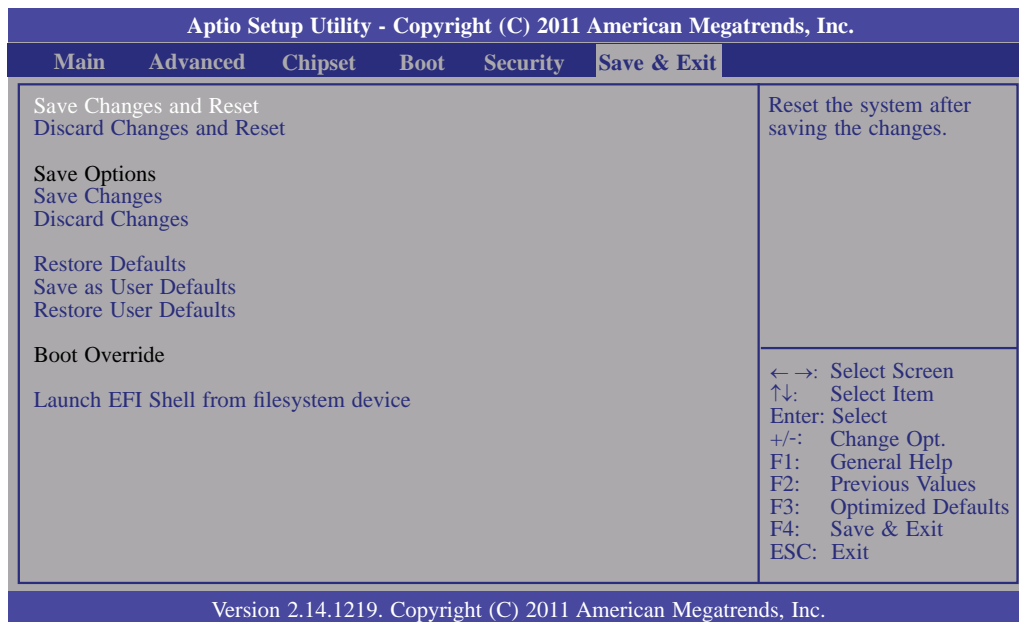 Aptio Setup Utility - Copyright (C) 2011 American Megatrends, Inc.
Main Advanced Chipset Boot Security Save & Exit
Save Changes and Reset
Discard Changes and Reset
Save Options
Save Changes
Discard Changes
Restore Defaults
Save as User Defaults
Restore User Defaults
Boot Override
Launch EFI Shell from filesystem device
Reset the system after
saving the changes.
← →: Select Screen
↑↓: Select Item
Enter: Select
+/-: Change Opt.
F1: General Help
F2: Previous Values
F3: Optimized Defaults
F4: Save & Exit
ESC: Exit
Version 2.14.1219. Copyright (C) 2011 American Megatrends, Inc.